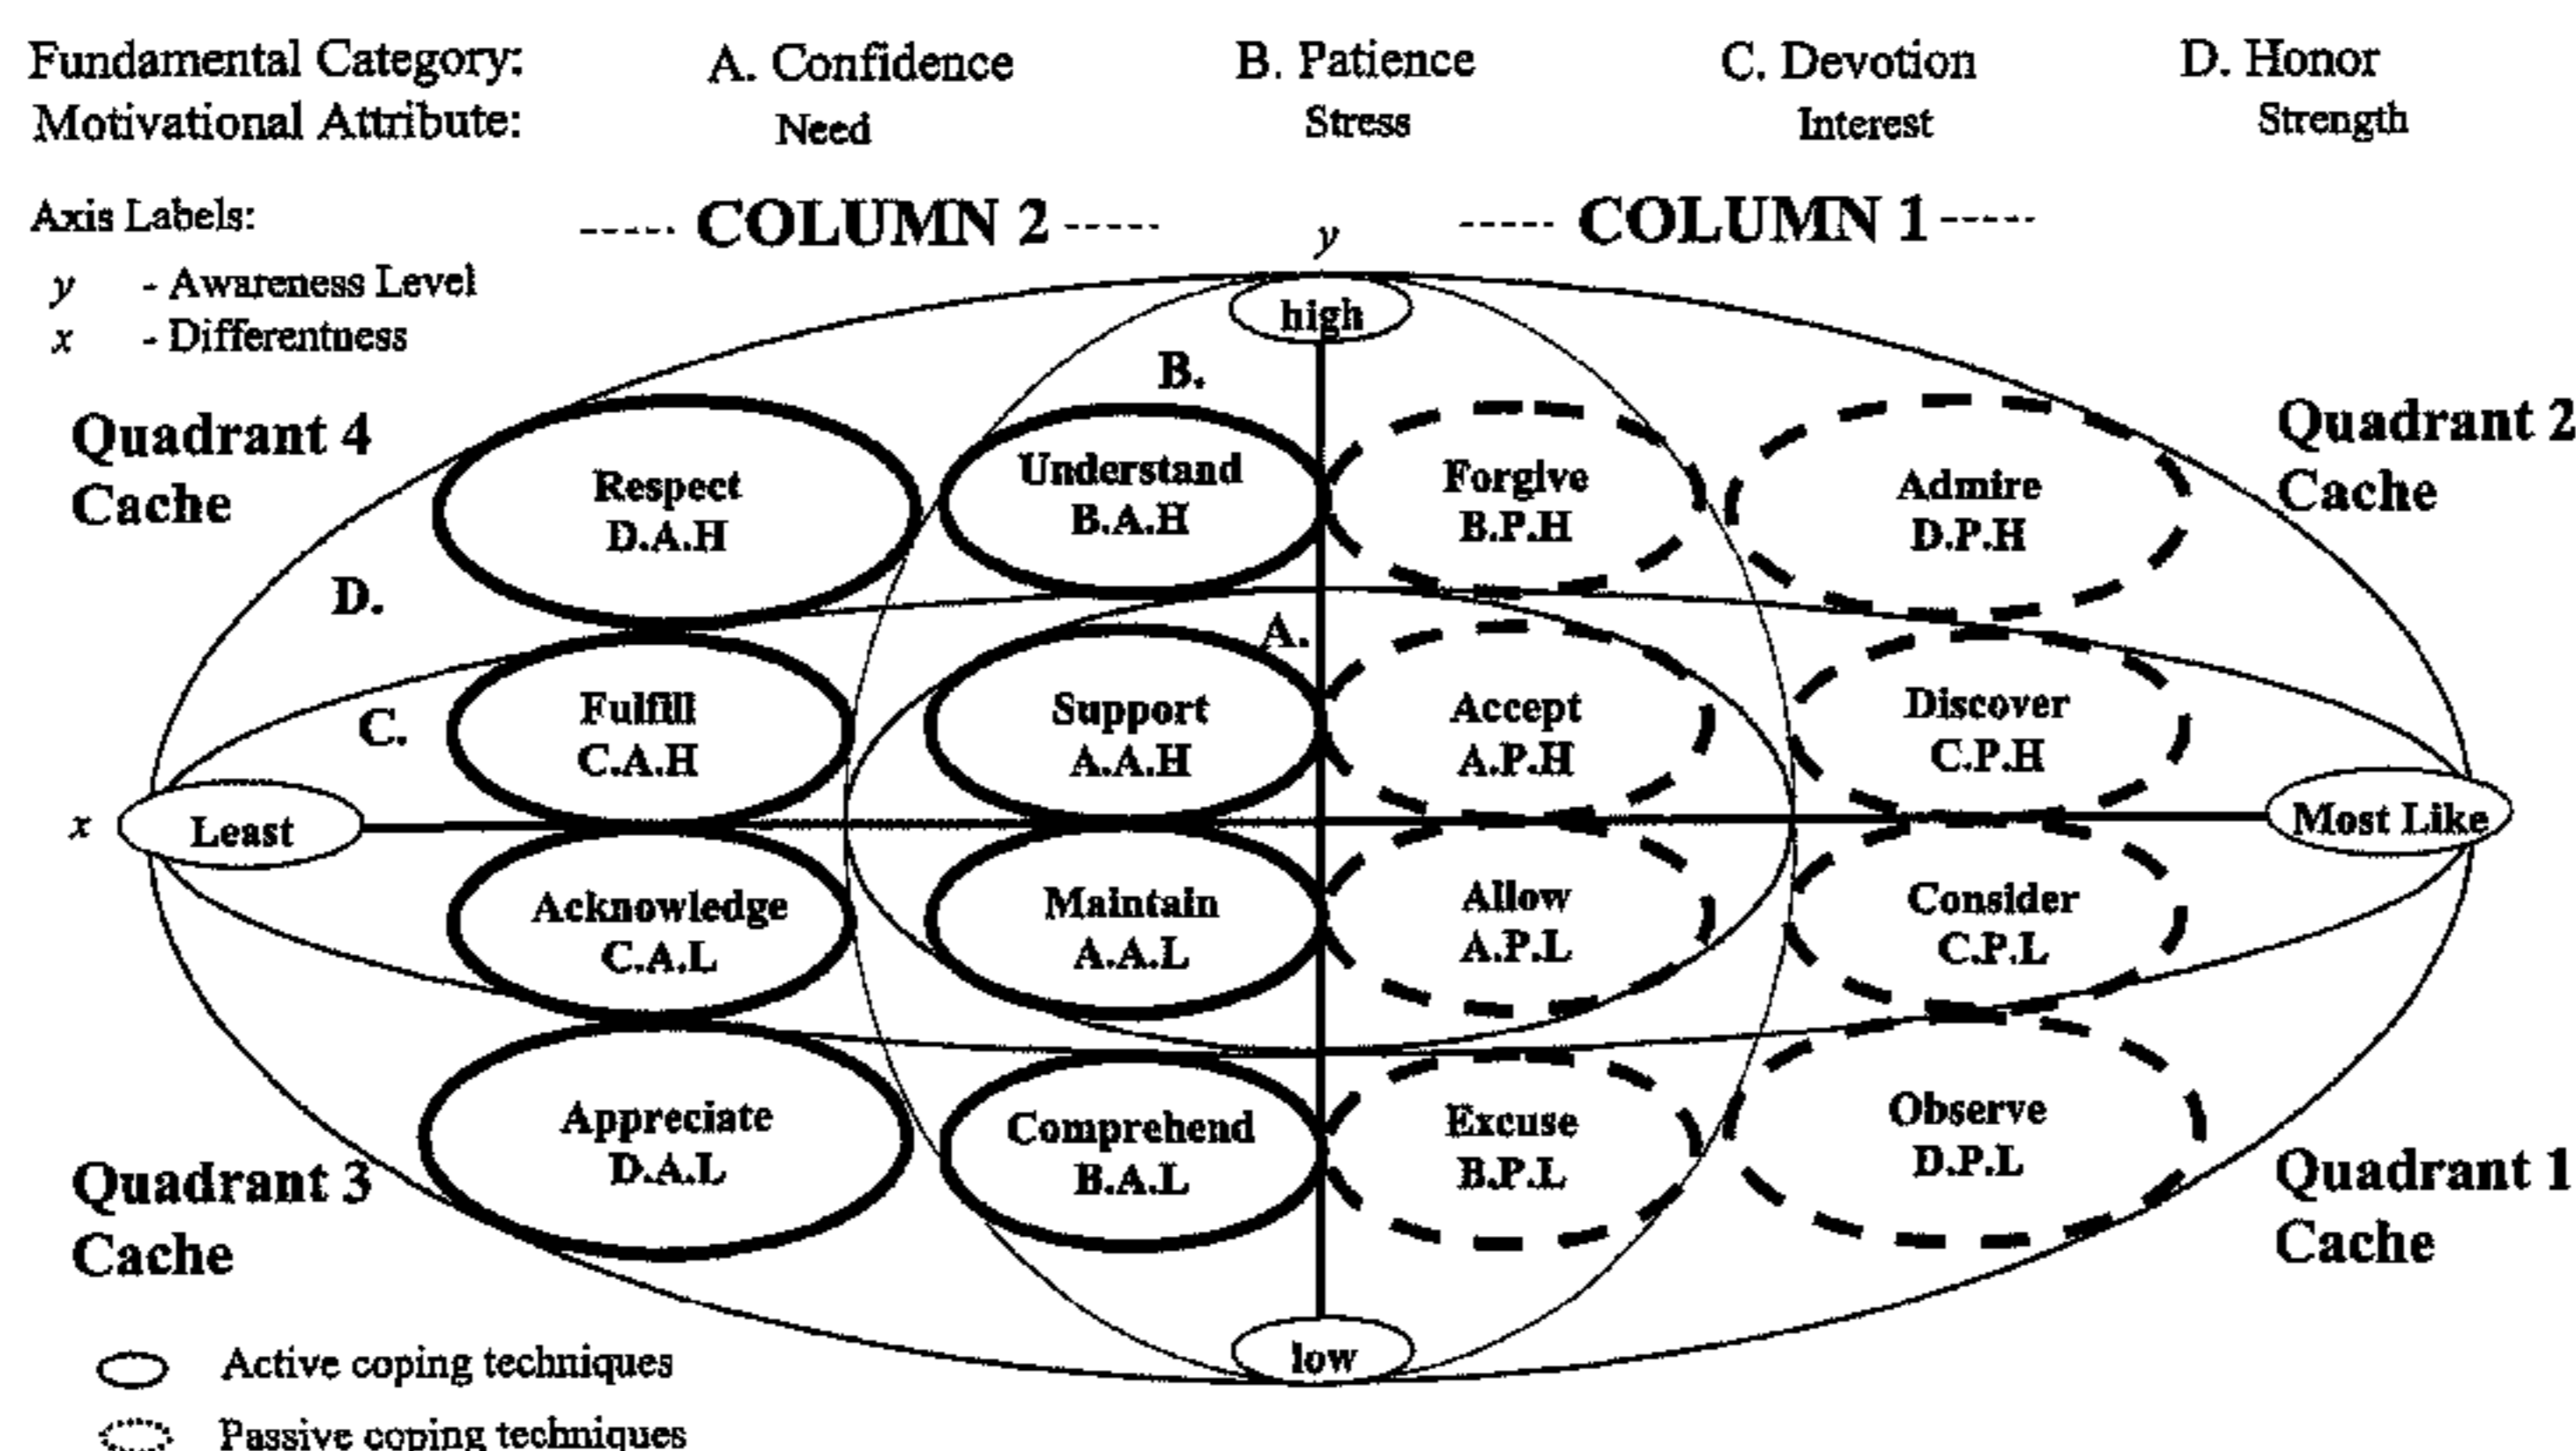 Fundamental Category: A. Confidence B. Patience C. Devotion D. Honor
Motivational Attribute: Need Stress Interest Strength
Axis Labels: ----- COLUMN 2 ----- y ----- COLUMN 1 -----
y - Awareness Level
x - Differentness
high
B.
Quadrant 4
Cache
Quadrant 2
Cache
Respect
D.A.H
Understand
B.A.H
Forgive
B.P.H
Admire
D.P.H
D.
A.
C.
Fulfill
C.A.H
Support
A.A.H
Accept
A.P.H
Discover
C.P.H
x Least Most Like
Acknowledge
C.A.L
Maintain
A.A.L
Allow
A.P.L
Consider
C.P.L
Appreciate
D.A.L
Comprehend
B.A.L
Excuse
B.P.L
Observe
D.P.L
Quadrant 3
Cache
Quadrant 1
Cache
low
Active coping techniques
Passive coping techniques